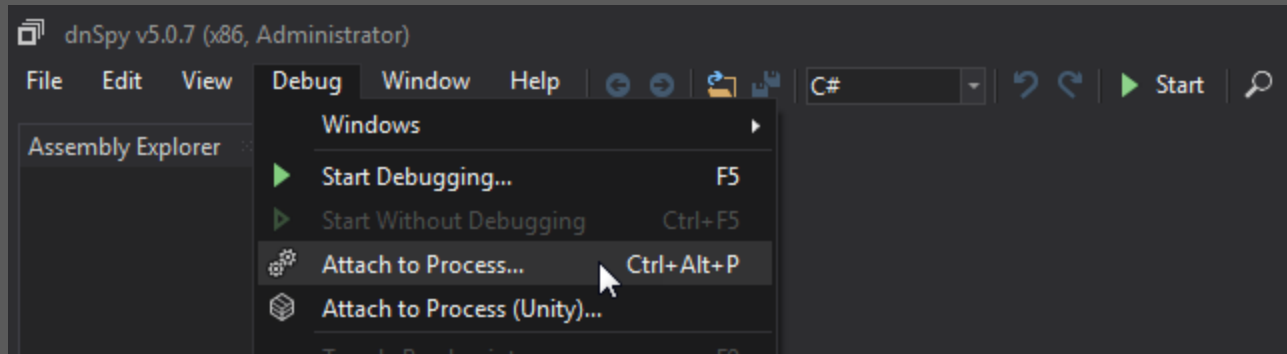 dnSpy v5.0.7 (x86, Administrator)
File Edit View Debug Window Help C# Start
Windows
Assembly Explorer
Start Debugging... F5
Start Without Debugging Ctrl+F5
Attach to Process... Ctrl+Alt+P
Attach to Process (Unity)...